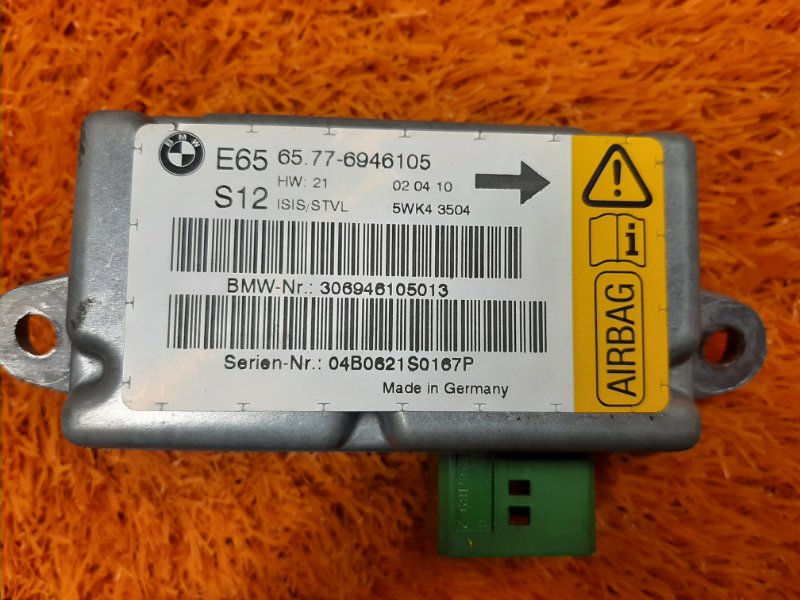 BMW
E65 65.77-6946105
HW: 21 02 04 10
S12 ISIS/STVL 5WK4 3504
BMW-Nr.: 306946105013
Serien-Nr.: 04B0621S0167P
Made in Germany
! 
i
AIRBAG